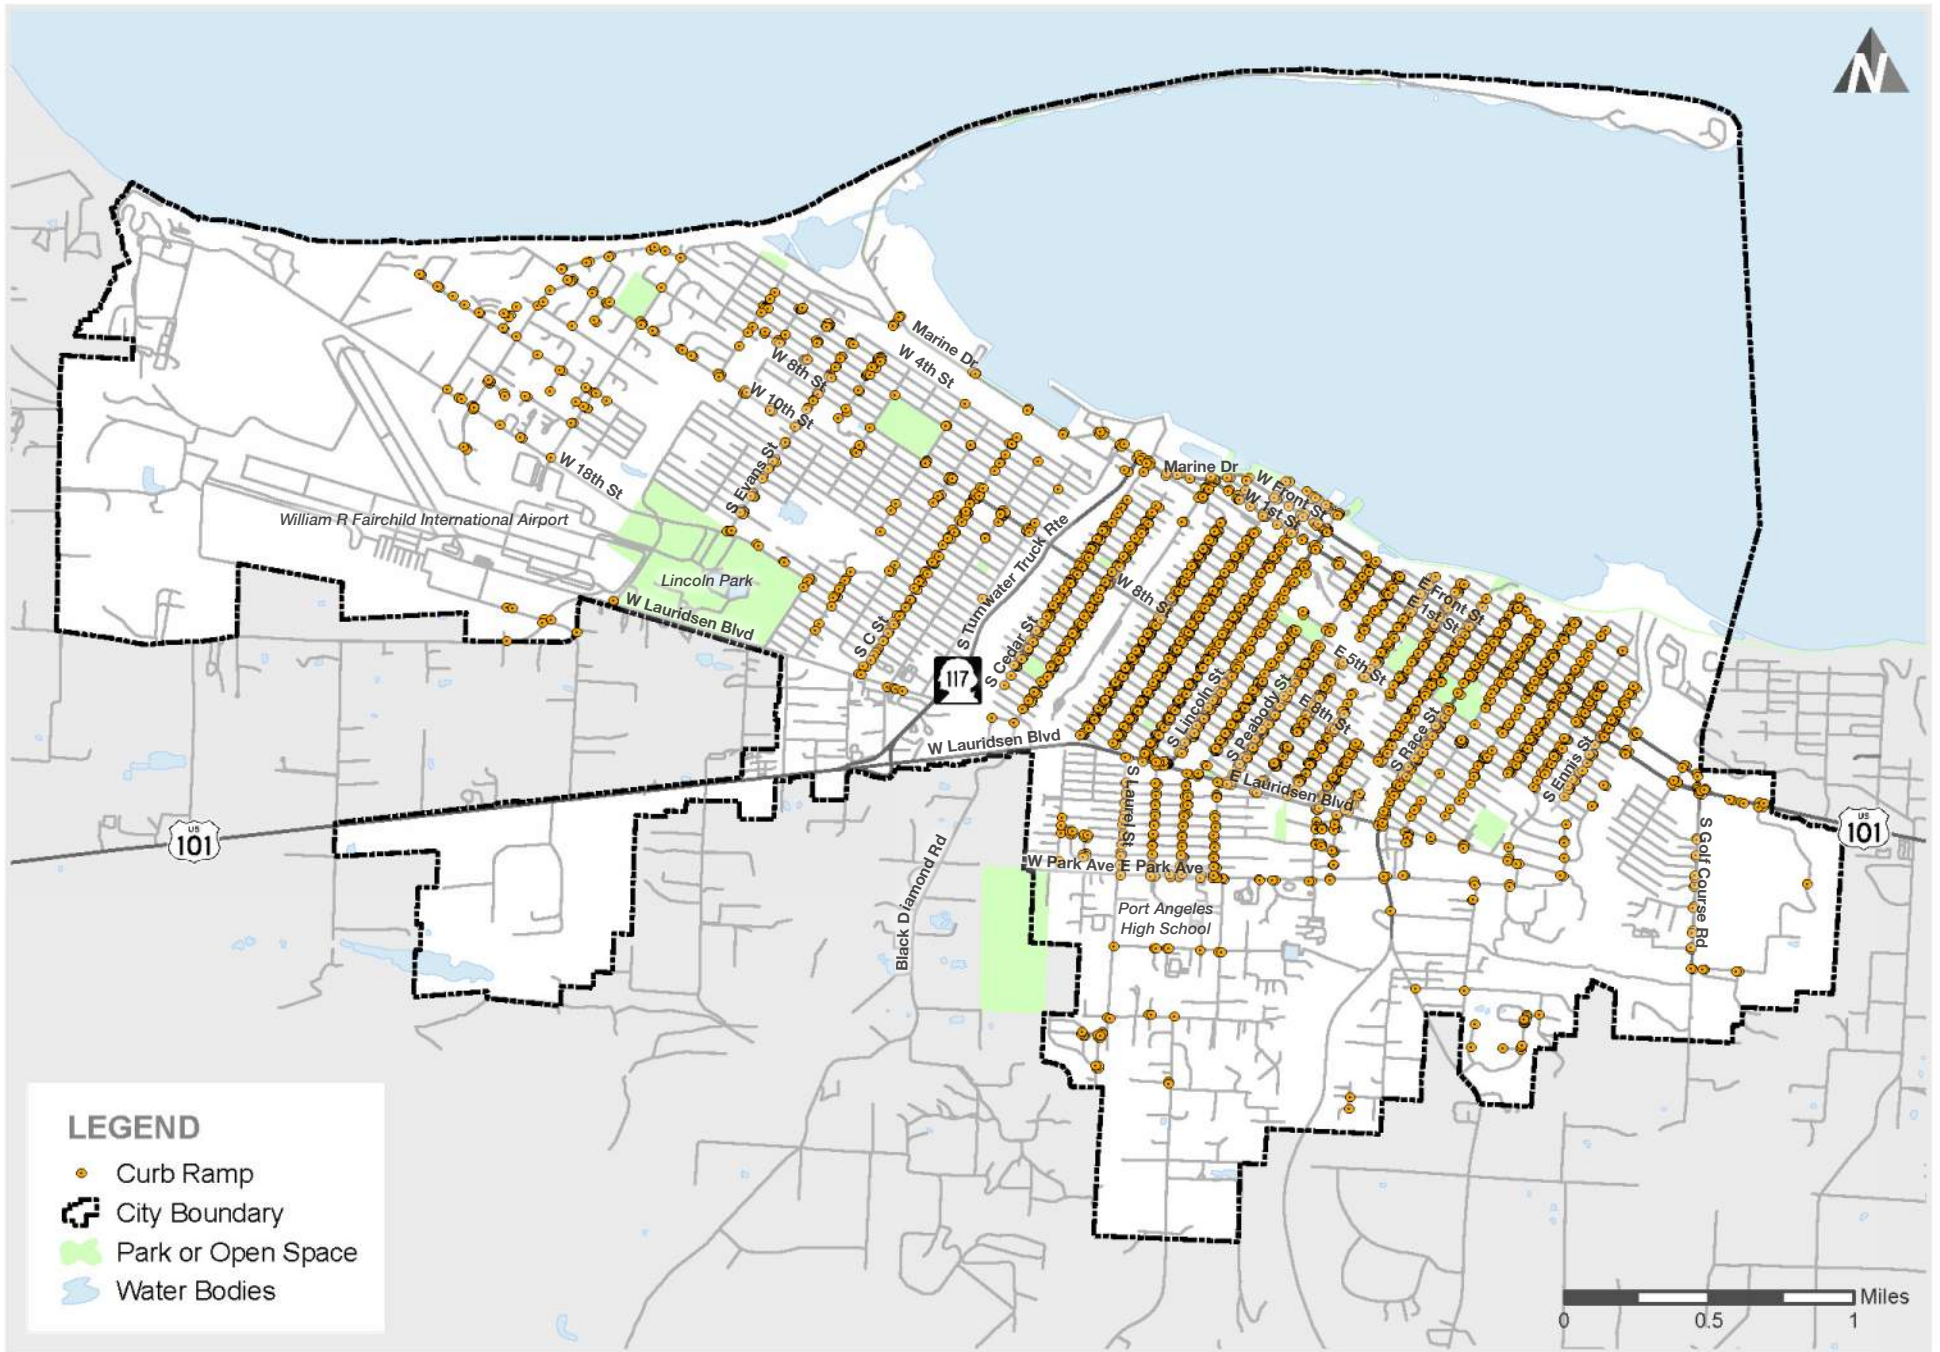 N
Marine Dr
W 4th St
W 8th St
W 10th St
Marine Dr
W Front St
W 1st St
S Evans St
W 18th St
William R Fairchild International Airport
S Tumwater Truck Rte
Lincoln Park
W 8th St
E Front St
E 1st St
W Lauridsen Blvd
S C St
S Cedar St
E 5th St
117
S Lincoln St
S Peabody St
E 8th St
S Race St
W Lauridsen Blvd
S Ennis St
E Lauridsen Blvd
S Laurel St
US
101
US
101
S Golf Course Rd
Black Diamond Rd
W Park Ave
E Park Ave
Port Angeles
High School
LEGEND
Curb Ramp
City Boundary
Park or Open Space
Water Bodies
Miles
0
0.5
1